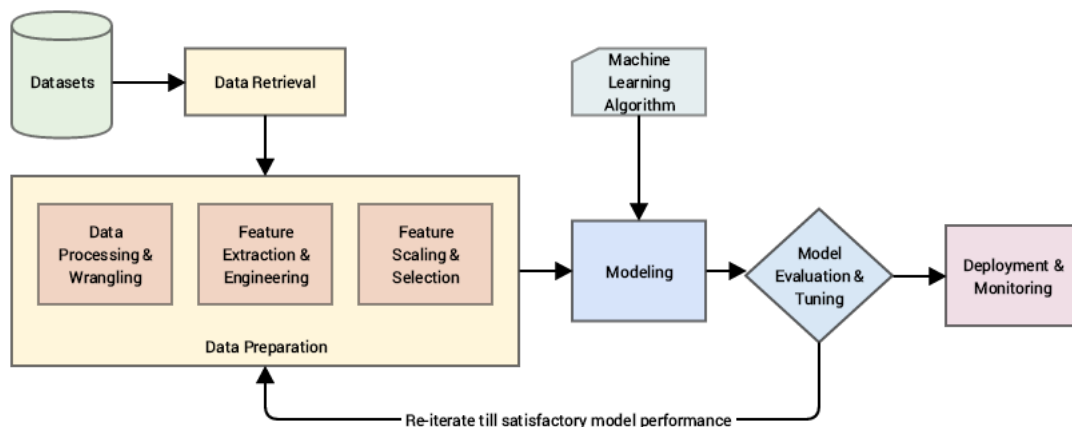 Datasets
Data Retrieval
Machine
Learning
Algorithm
Data
Processing &
Wrangling
Feature
Extraction &
Engineering
Feature
Scaling &
Selection
Data Preparation
Modeling
Model
Evaluation &
Tuning
Deployment &
Monitoring
Re-iterate till satisfactory model performance